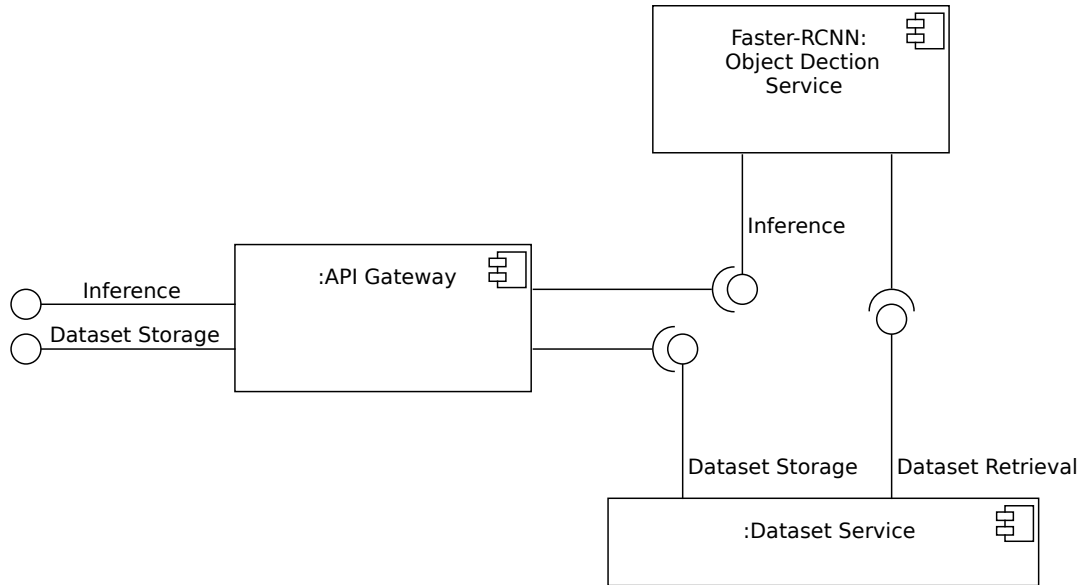 Faster-RCNN:
Object Dection
Service
Inference
:API Gateway
Inference
Dataset Storage
Dataset Storage
Dataset Retrieval
:Dataset Service